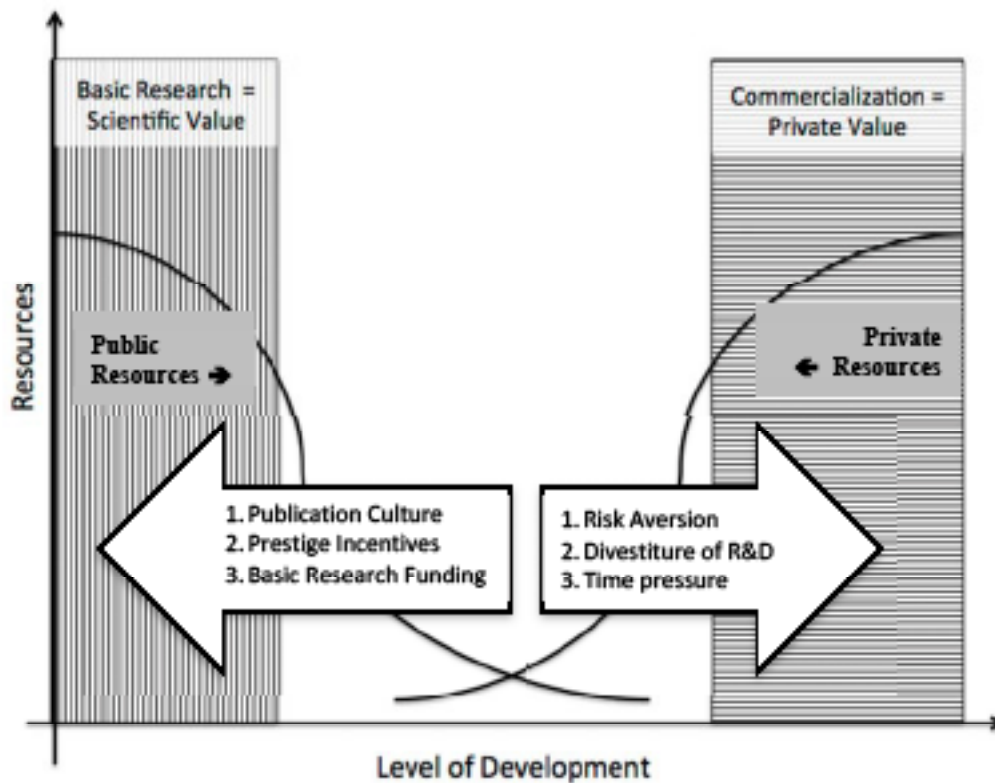 Basic Research =
Scientific Value
Commercialization =
Private Value
Resources
Public
Resources →
Private
← Resources
1. Publication Culture
2. Prestige Incentives
3. Basic Research Funding
1. Risk Aversion
2. Divestiture of R&D
3. Time pressure
Level of Development